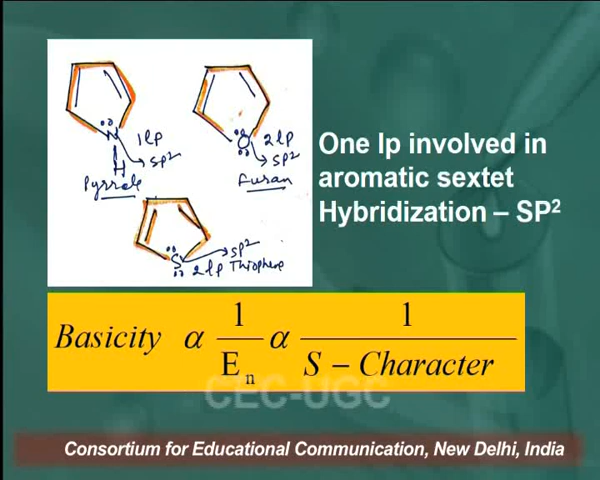 N 1lp
SP²
H
Pyrrole
O 2lp
SP²
Furan
S SP²
2lp Thiophene
One lp involved in
aromatic sextet
Hybridization – SP²
Basicity α 1/Eₙ α 1/S – Character
CEC-UGC
Consortium for Educational Communication, New Delhi, India